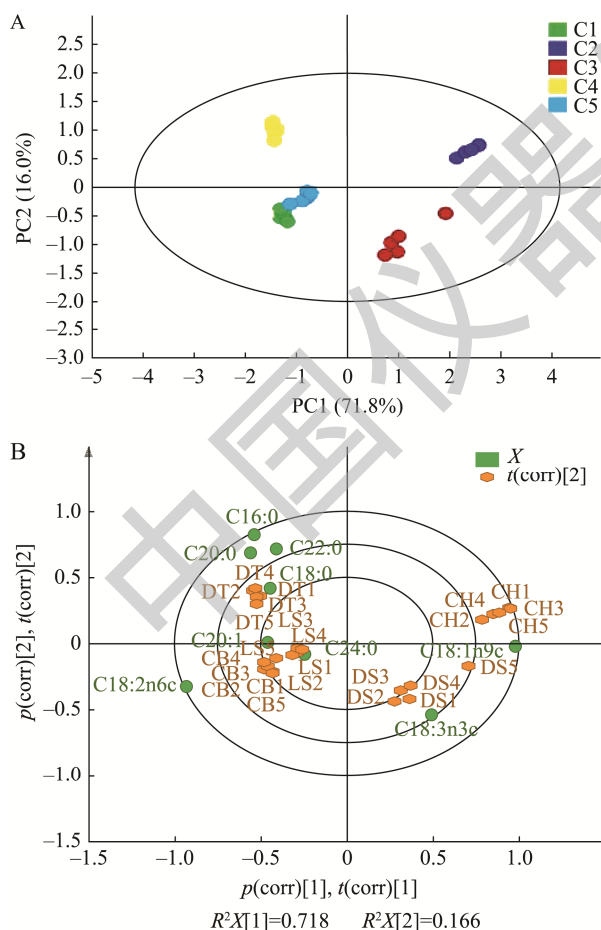 A
2.5
2.0
1.5
1.0
0.5
0
–0.5
–1.0
–1.5
–2.0
–2.5
–3.0
PC2 (16.0%)
C1
C2
C3
C4
C5
–5 –4 –3 –2 –1 0 1 2 3 4 5
PC1 (71.8%)
中国仪器
B
X
t(corr)[2]
1.0
0.5
0
–0.5
–1.0
–1.5
p(corr)[2], t(corr)[2]
C16:0
C20:0
C22:0
DT4
C18:0
DT2
DT1
DT3
DT5
LS3
CH1
CH4
CH3
CH2
CH5
C20:1
LS4
C18:1n9c
CB4
C24:0
C18:2n6c
CB3
LS1
DS5
CB2
CB1
LS2
DS3
DS4
CB5
DS2
DS1
C18:3n3c
–1.5 –1.0 –0.5 0 0.5 1.0
p(corr)[1], t(corr)[1]
R²X[1]=0.718 R²X[2]=0.166